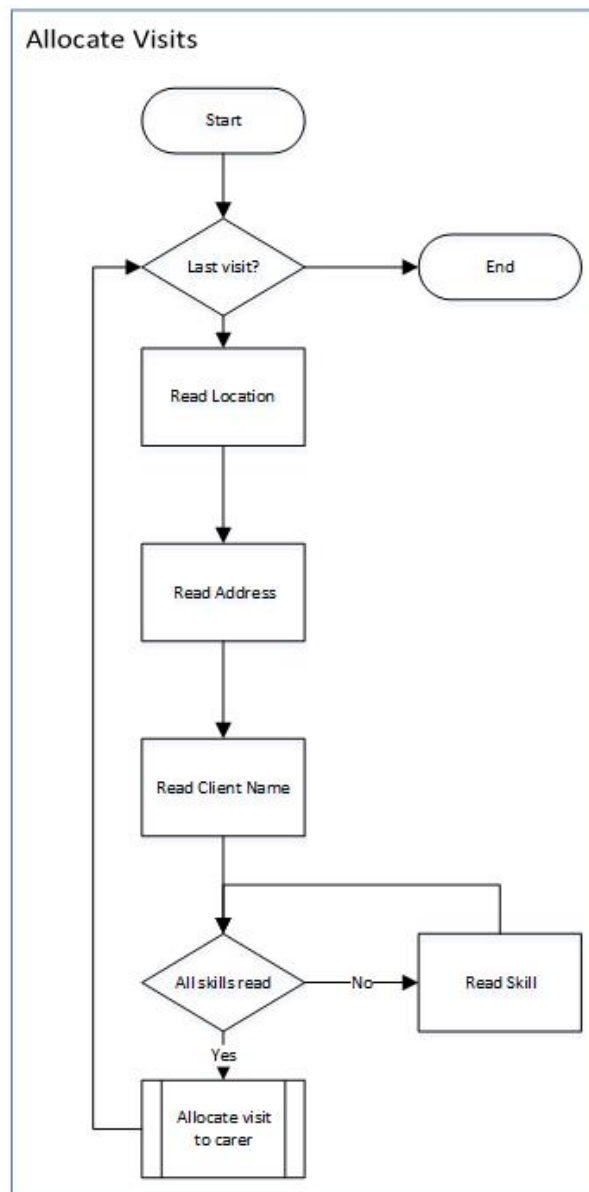 Allocate Visits
Start
Last visit?
End
Read Location
Read Address
Read Client Name
All skills read
No
Read Skill
Yes
Allocate visit
to carer